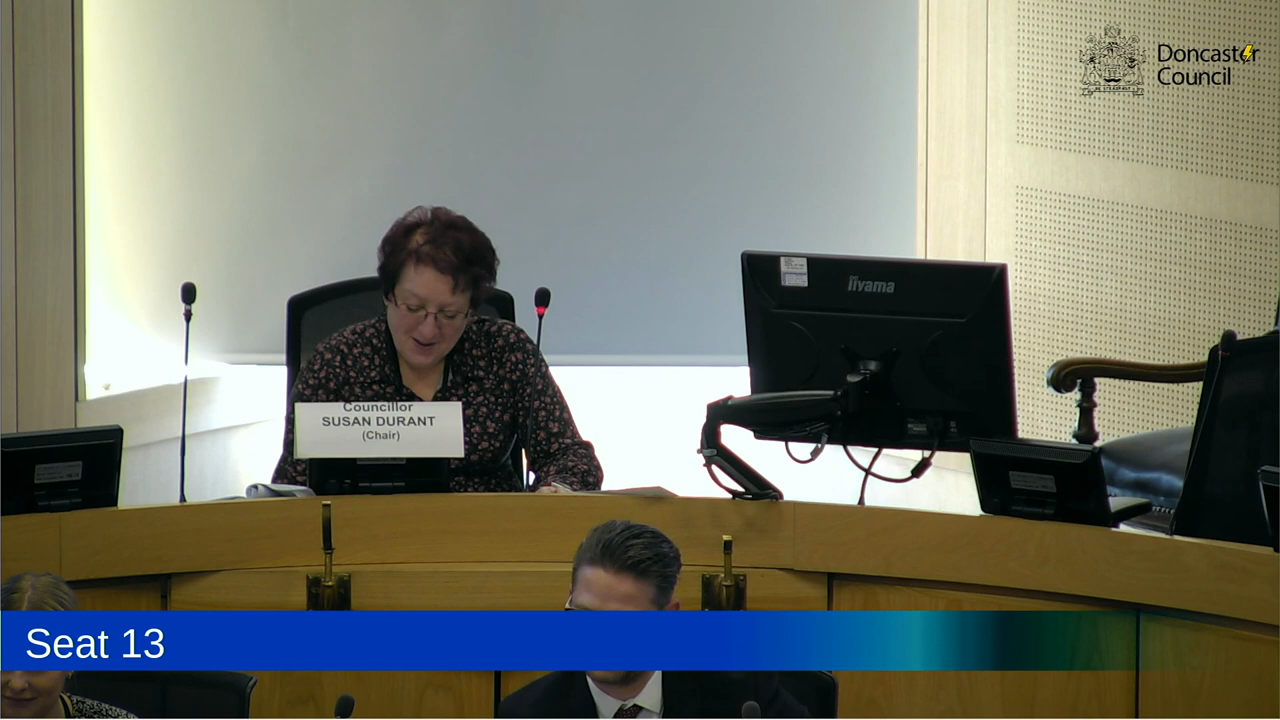 Doncaster
Council
iiyama
Councillor
SUSAN DURANT
(Chair)
Seat 13